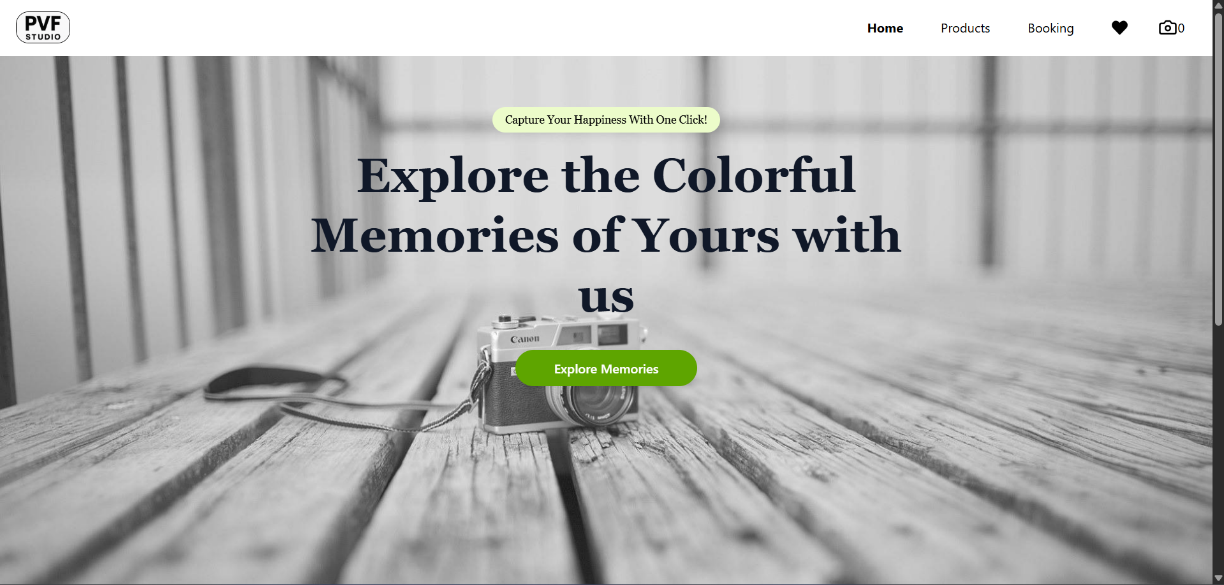 PVF
STUDIO
Home
Products
Booking
0
Capture Your Happiness With One Click!
Explore the Colorful
Memories of Yours with
us
Canon
Explore Memories